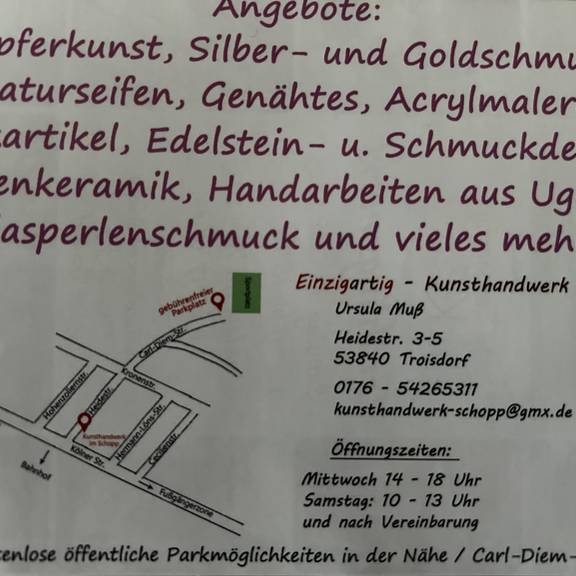 Angebote:
pferkunst, Silber- und Goldschmu
aturseifen, Genähtes, Acrylmaler
artikel, Edelstein- u. Schmuckde
enkeramik, Handarbeiten aus Ug
asperlenschmuck und vieles meh
gebührenfreier
Parkplatz
Sportplatz
Carl-Diem-Str.
Kronenstr.
Hohenzollernstr.
Heidestr.
Hermann-Löns-Str.
Cecilienstr.
Kunsthandwerk
im Schopp
Kölner Str.
Bahnhof
Fußgängerzone
Einzigartig - Kunsthandwerk
Ursula Muß
Heidestr. 3-5
53840 Troisdorf
0176 - 54265311
kunsthandwerk-schopp@gmx.de
Öffnungszeiten:
Mittwoch 14 - 18 Uhr
Samstag: 10 - 13 Uhr
und nach Vereinbarung
tenlose öffentliche Parkmöglichkeiten in der Nähe / Carl-Diem-